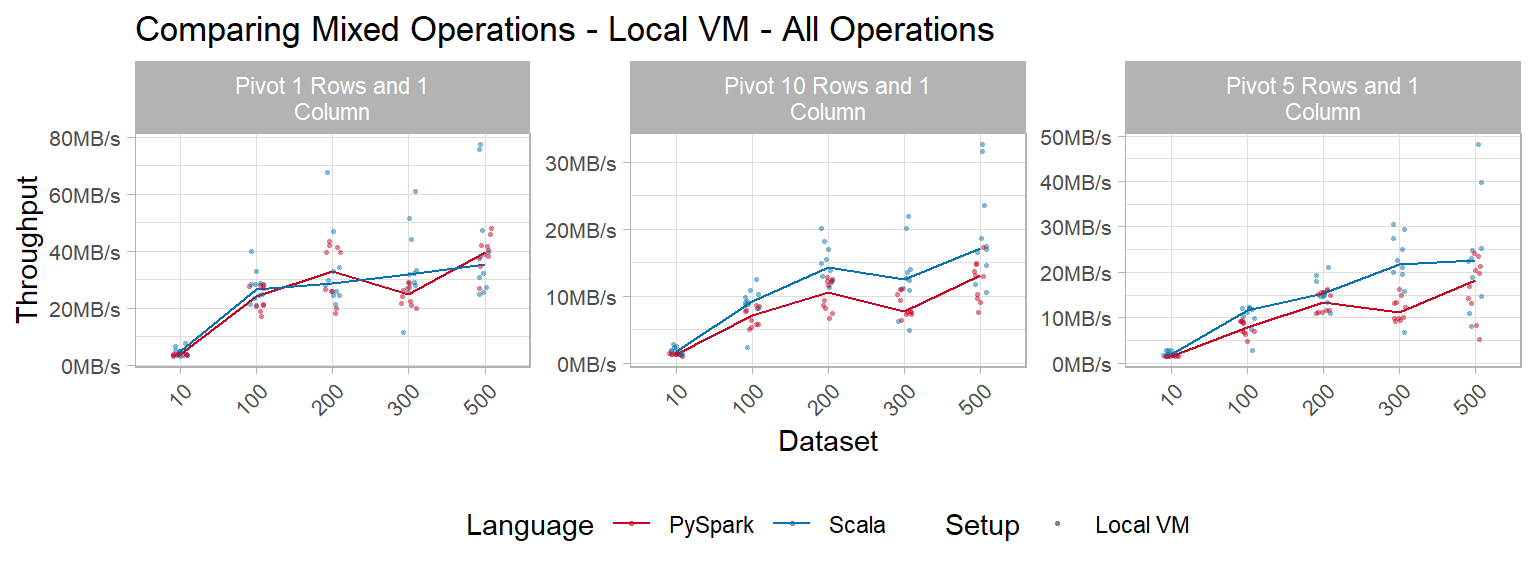 Comparing Mixed Operations - Local VM - All Operations
Pivot 1 Rows and 1
Column
Pivot 10 Rows and 1
Column
Pivot 5 Rows and 1
Column
Throughput
80MB/s
60MB/s
40MB/s
20MB/s
0MB/s
30MB/s
20MB/s
10MB/s
0MB/s
50MB/s
40MB/s
30MB/s
20MB/s
10MB/s
0MB/s
10 100 200 300 500
10 100 200 300 500
10 100 200 300 500
Dataset
Language PySpark Scala Setup Local VM